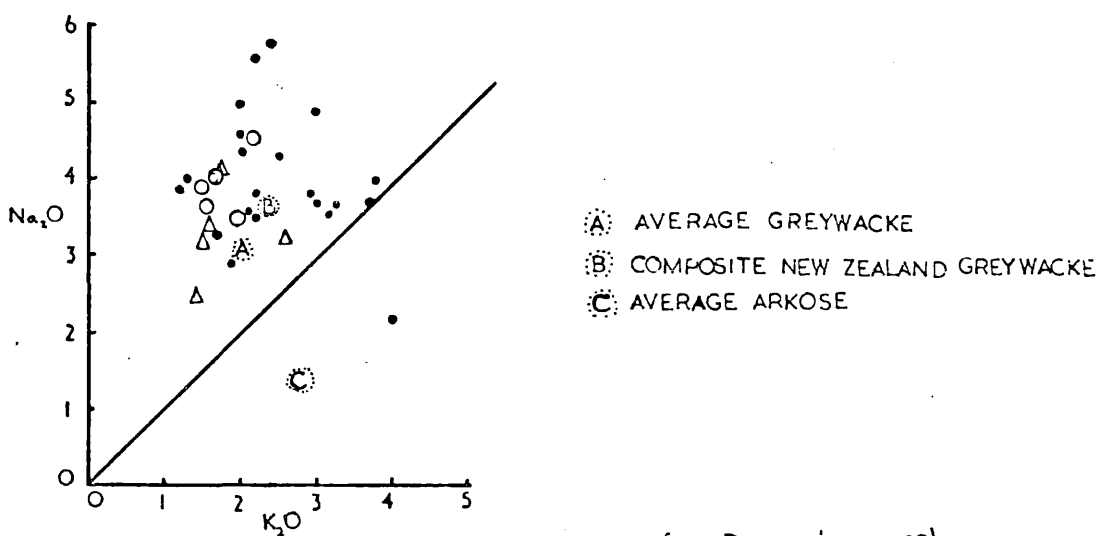 6
5
4
Na₂O
3
2
1
O
O 1 2 3 4 5
K₂O
A
B
C
A AVERAGE GREYWACKE
B COMPOSITE NEW ZEALAND GREYWACKE
C AVERAGE ARKOSE